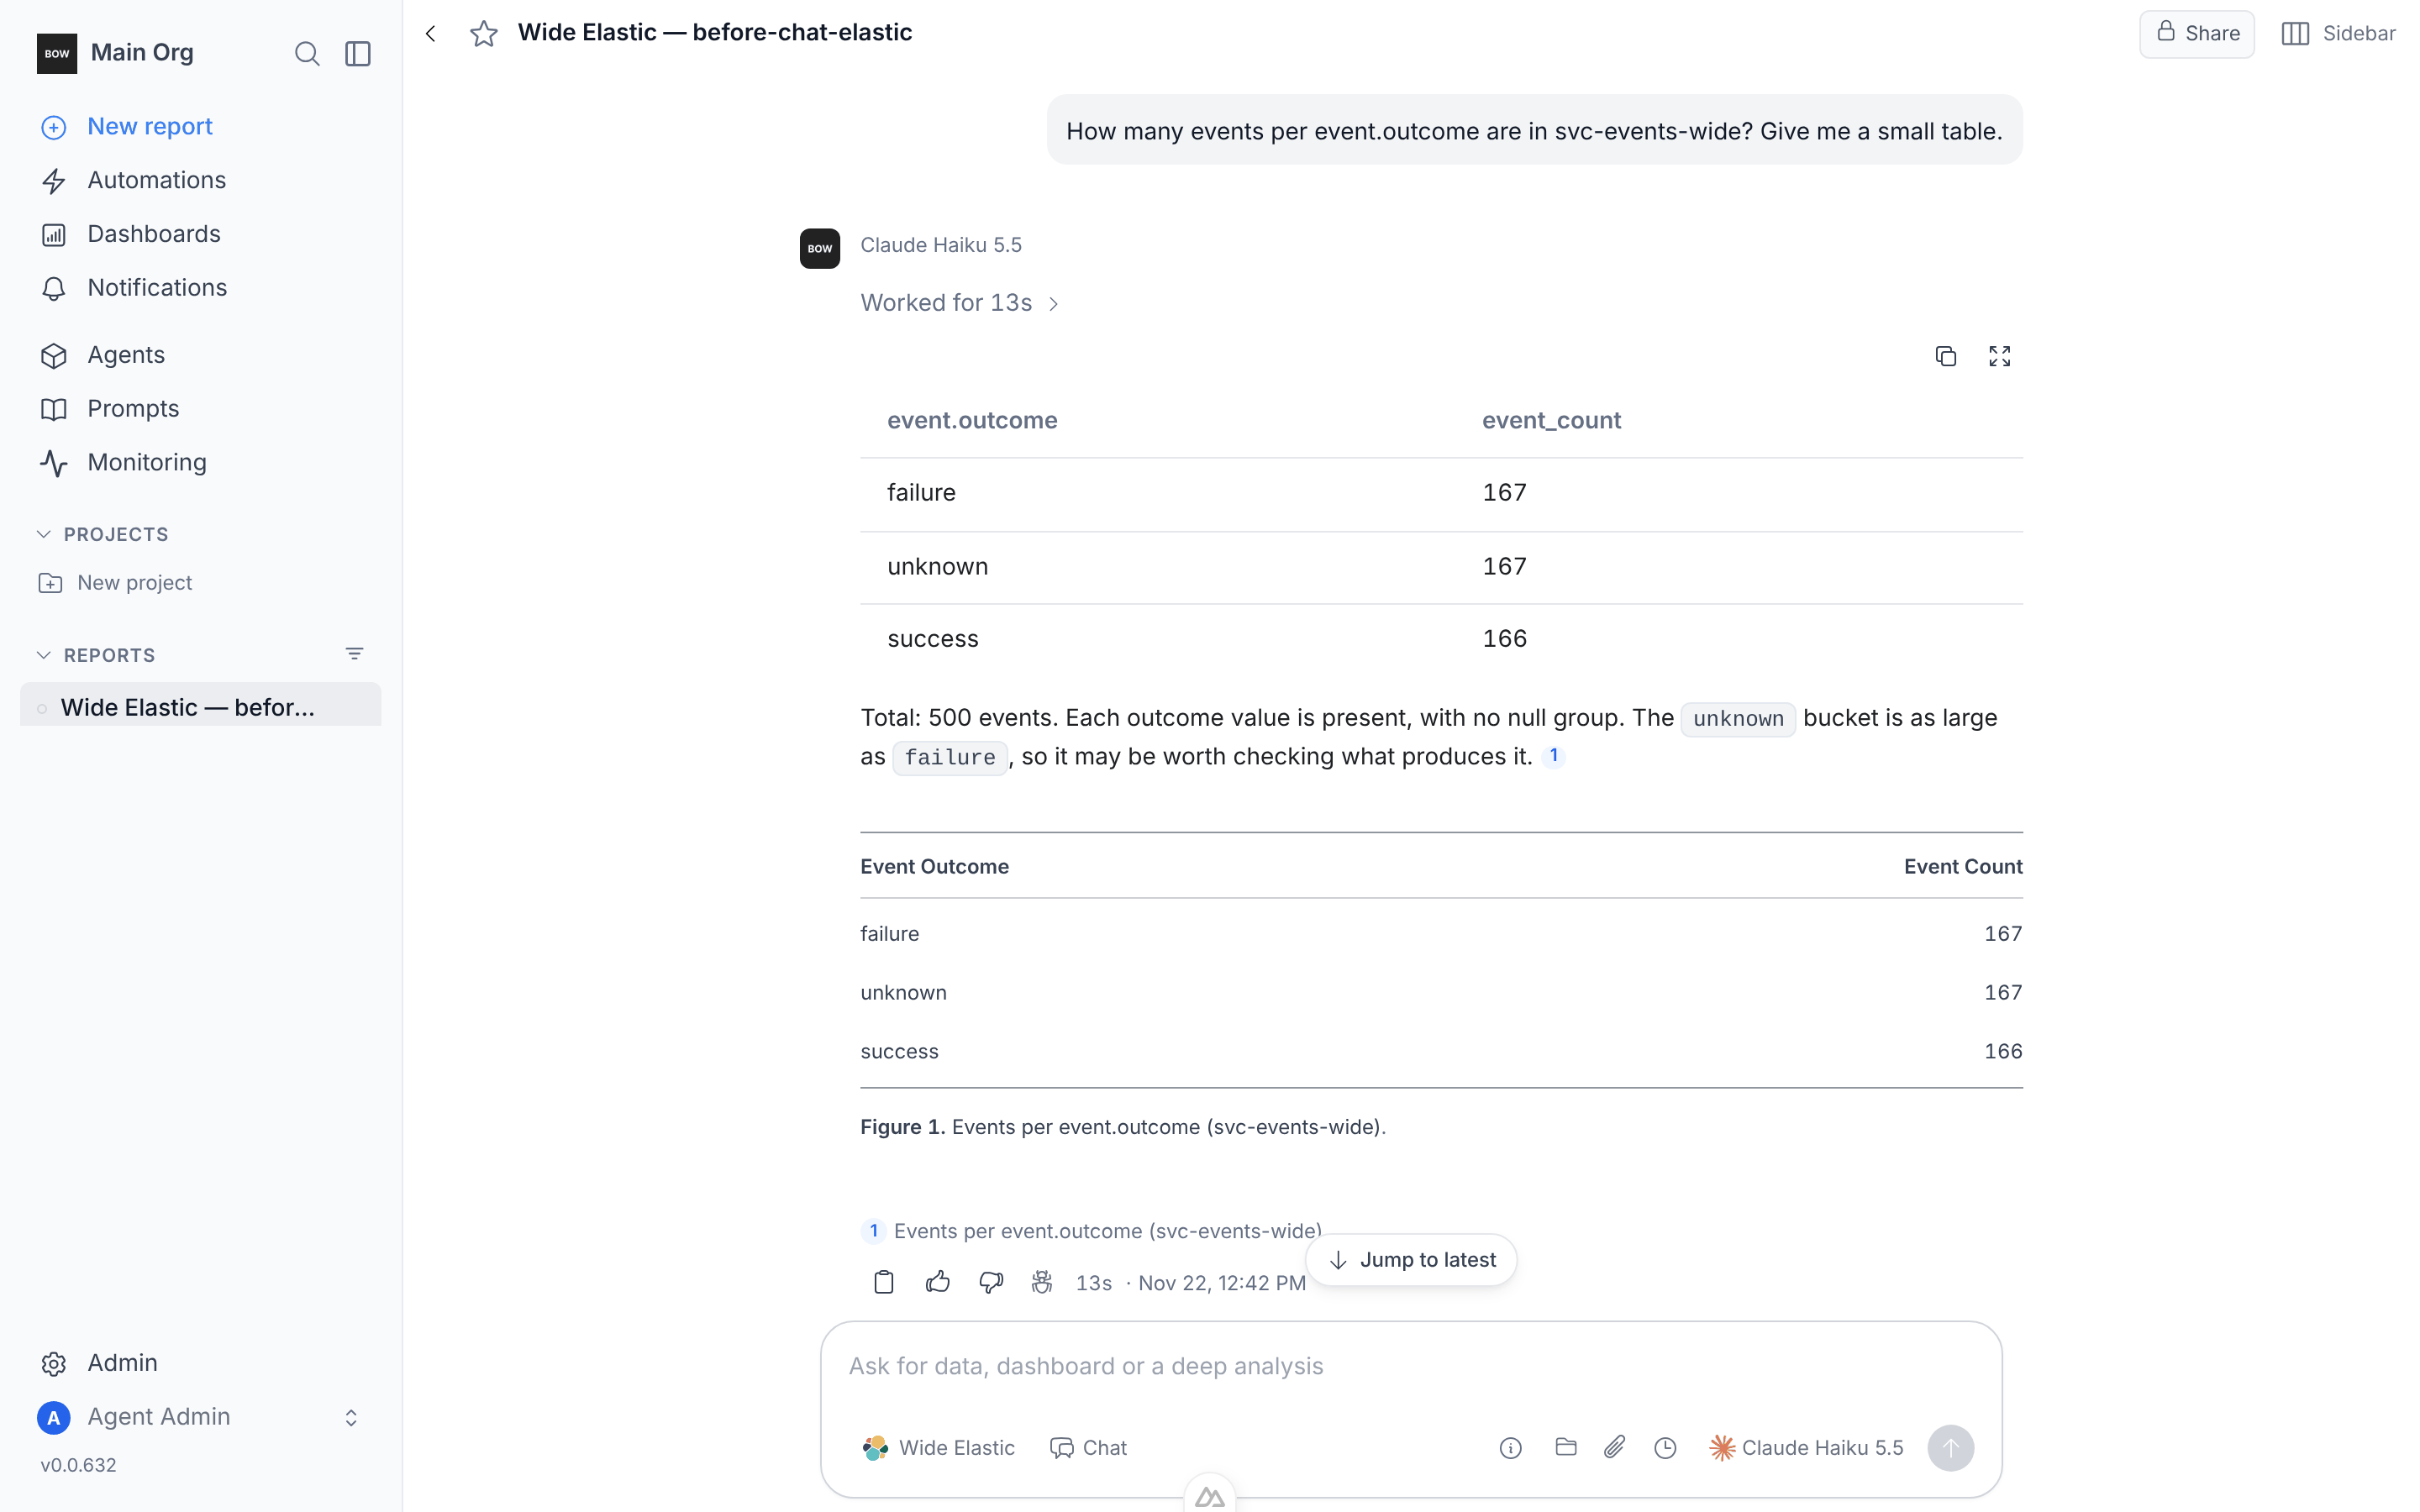 BOW
Main Org
New report
Automations
Dashboards
Notifications
Agents
Prompts
Monitoring
PROJECTS
New project
REPORTS
Wide Elastic — befor...
Admin
A
Agent Admin
v0.0.632
Wide Elastic — before-chat-elastic
Share
Sidebar
How many events per event.outcome are in svc-events-wide? Give me a small table.
BOW
Claude Haiku 5.5
Worked for 13s
event.outcome event_count
failure 167
unknown 167
success 166
Total: 500 events. Each outcome value is present, with no null group. The unknown bucket is as large
as failure, so it may be worth checking what produces it. 1
Event Outcome Event Count
failure 167
unknown 167
success 166
Figure 1. Events per event.outcome (svc-events-wide).
1 Events per event.outcome (svc-events-wide)
Jump to latest
13s · Nov 22, 12:42 PM
Ask for data, dashboard or a deep analysis
Wide Elastic
Chat
Claude Haiku 5.5